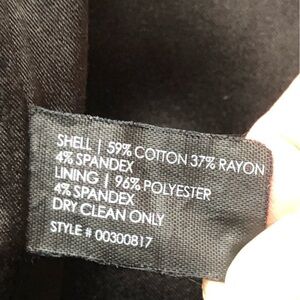 SHELL | 59% COTTON 37% RAYON
4% SPANDEX
LINING | 96% POLYESTER
4% SPANDEX
DRY CLEAN ONLY
STYLE # 00300817